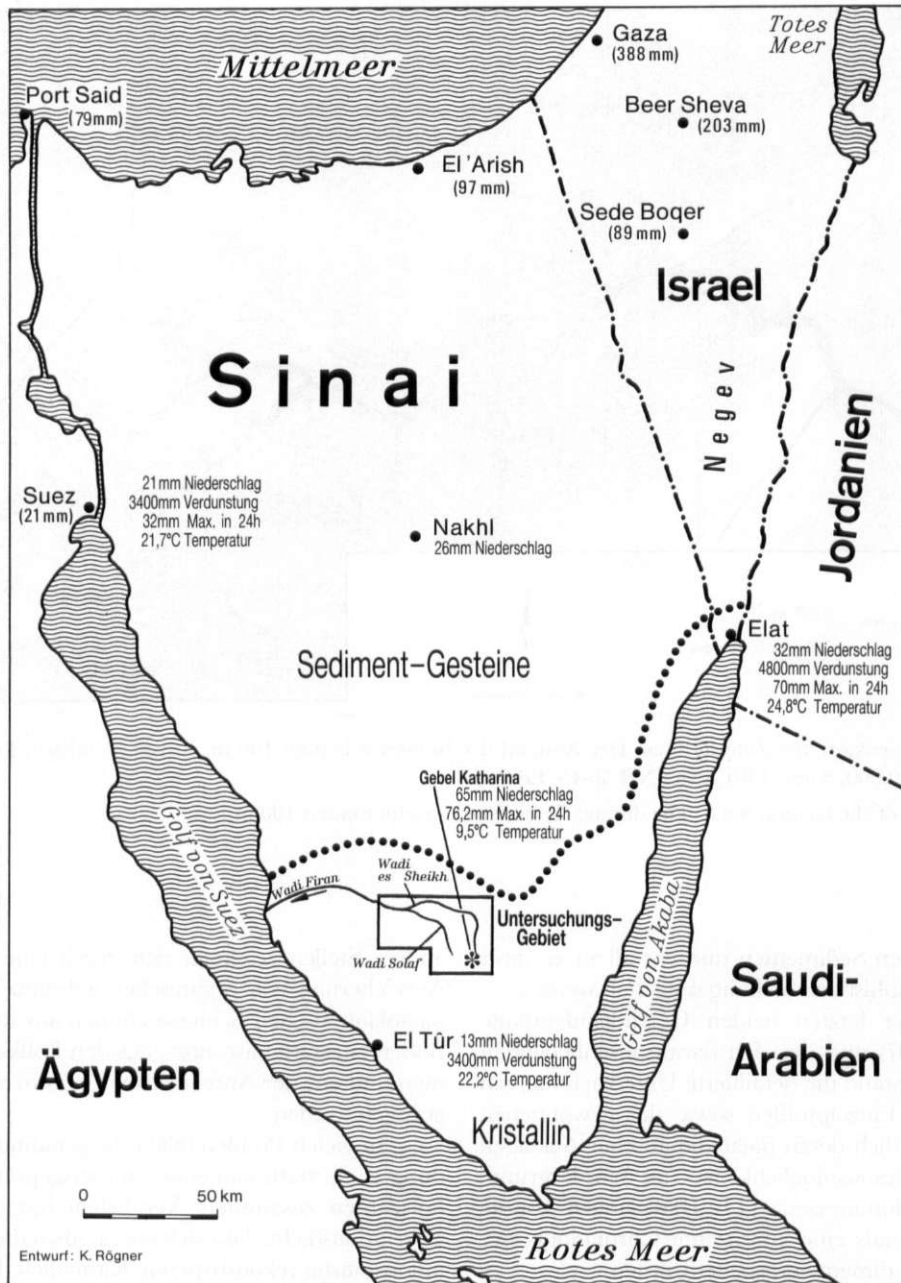 Mittelmeer
Totes
Meer
Gaza
(388 mm)
Port Said
(79mm)
Beer Sheva
(203 mm)
El 'Arish
(97 mm)
Sede Boqer
(89 mm)
Israel
Sinai
Negev
Jordanien
Suez
(21 mm)
21mm Niederschlag
3400mm Verdunstung
32mm Max. in 24h
21,7°C Temperatur
Nakhl
26mm Niederschlag
Elat
32mm Niederschlag
4800mm Verdunstung
70mm Max. in 24h
24,8°C Temperatur
Sediment-Gesteine
Gebel Katharina
65mm Niederschlag
76,2mm Max. in 24h
9,5°C Temperatur
Golf von Suez
Wadi Firan
Wadi
es Sheikh
Untersuchungs-
Gebiet
Wadi Solaf
Golf von Akaba
Saudi-
Arabien
Ägypten
El Tûr
13mm Niederschlag
3400mm Verdunstung
22,2°C Temperatur
Kristallin
0 50 km
Rotes Meer
Entwurf: K. Rögner